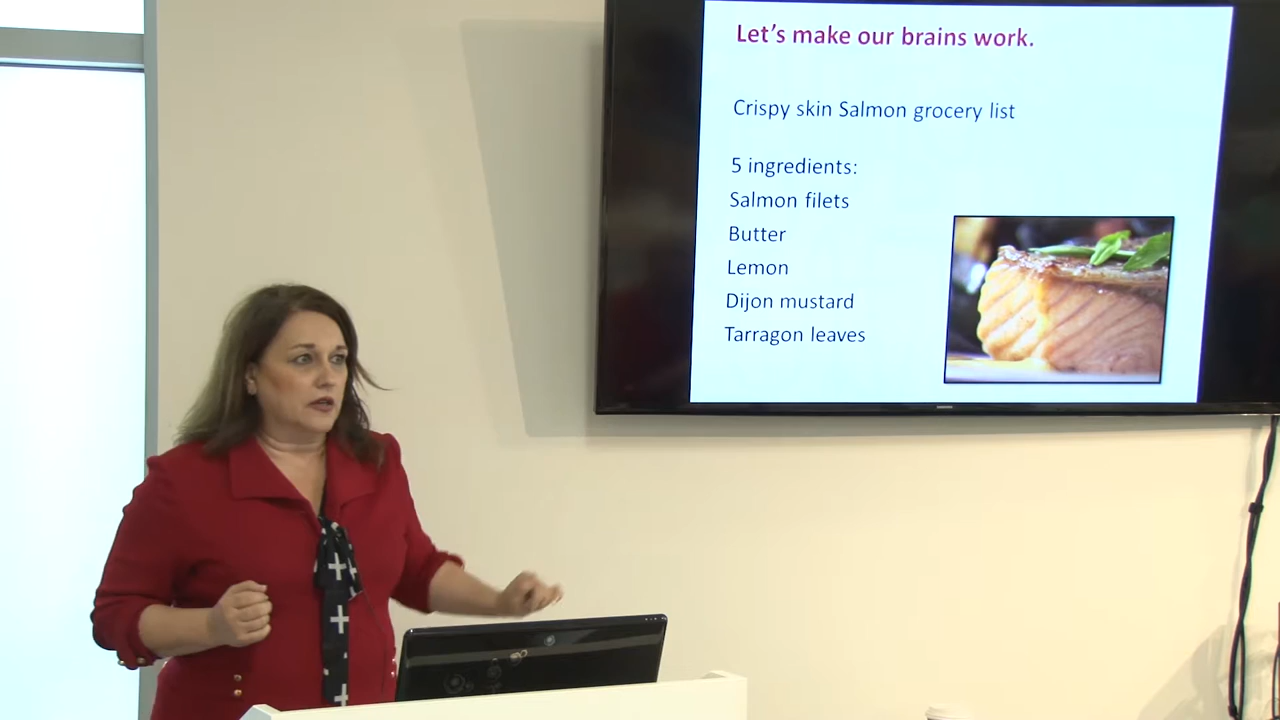 Let's make our brains work.
Crispy skin Salmon grocery list
5 ingredients:
Salmon filets
Butter
Lemon
Dijon mustard
Tarragon leaves